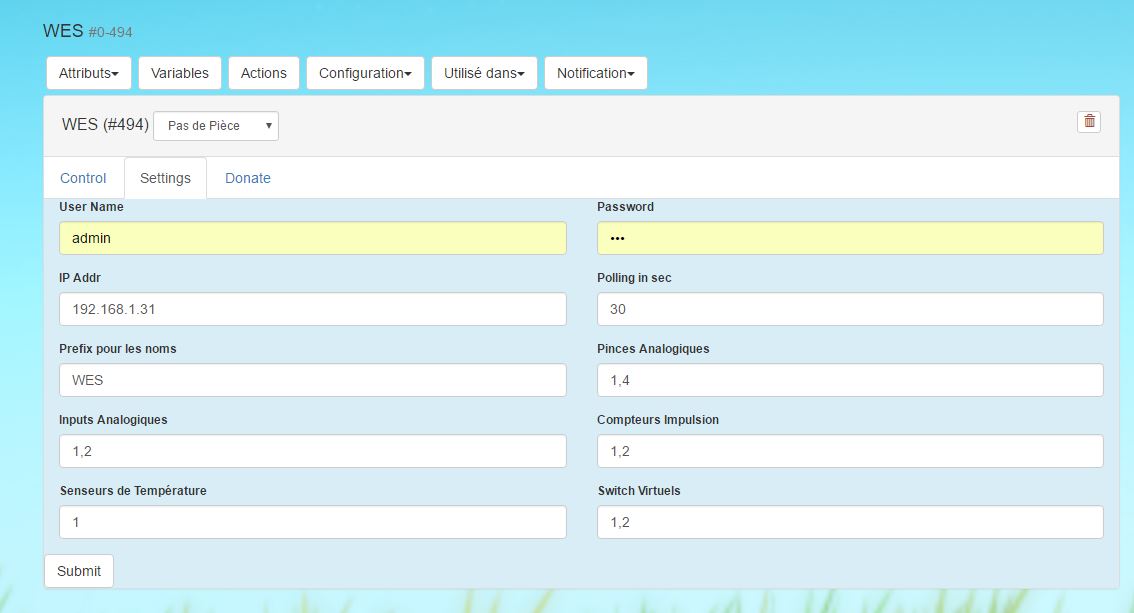 WES #0-494
Attributs Variables Actions Configuration Utilisé dans Notification
WES (#494) Pas de Pièce
Control Settings Donate
User Name Password
admin •••
IP Addr Polling in sec
192.168.1.31 30
Prefix pour les noms Pinces Analogiques
WES 1,4
Inputs Analogiques Compteurs Impulsion
1,2 1,2
Senseurs de Température Switch Virtuels
1 1,2
Submit